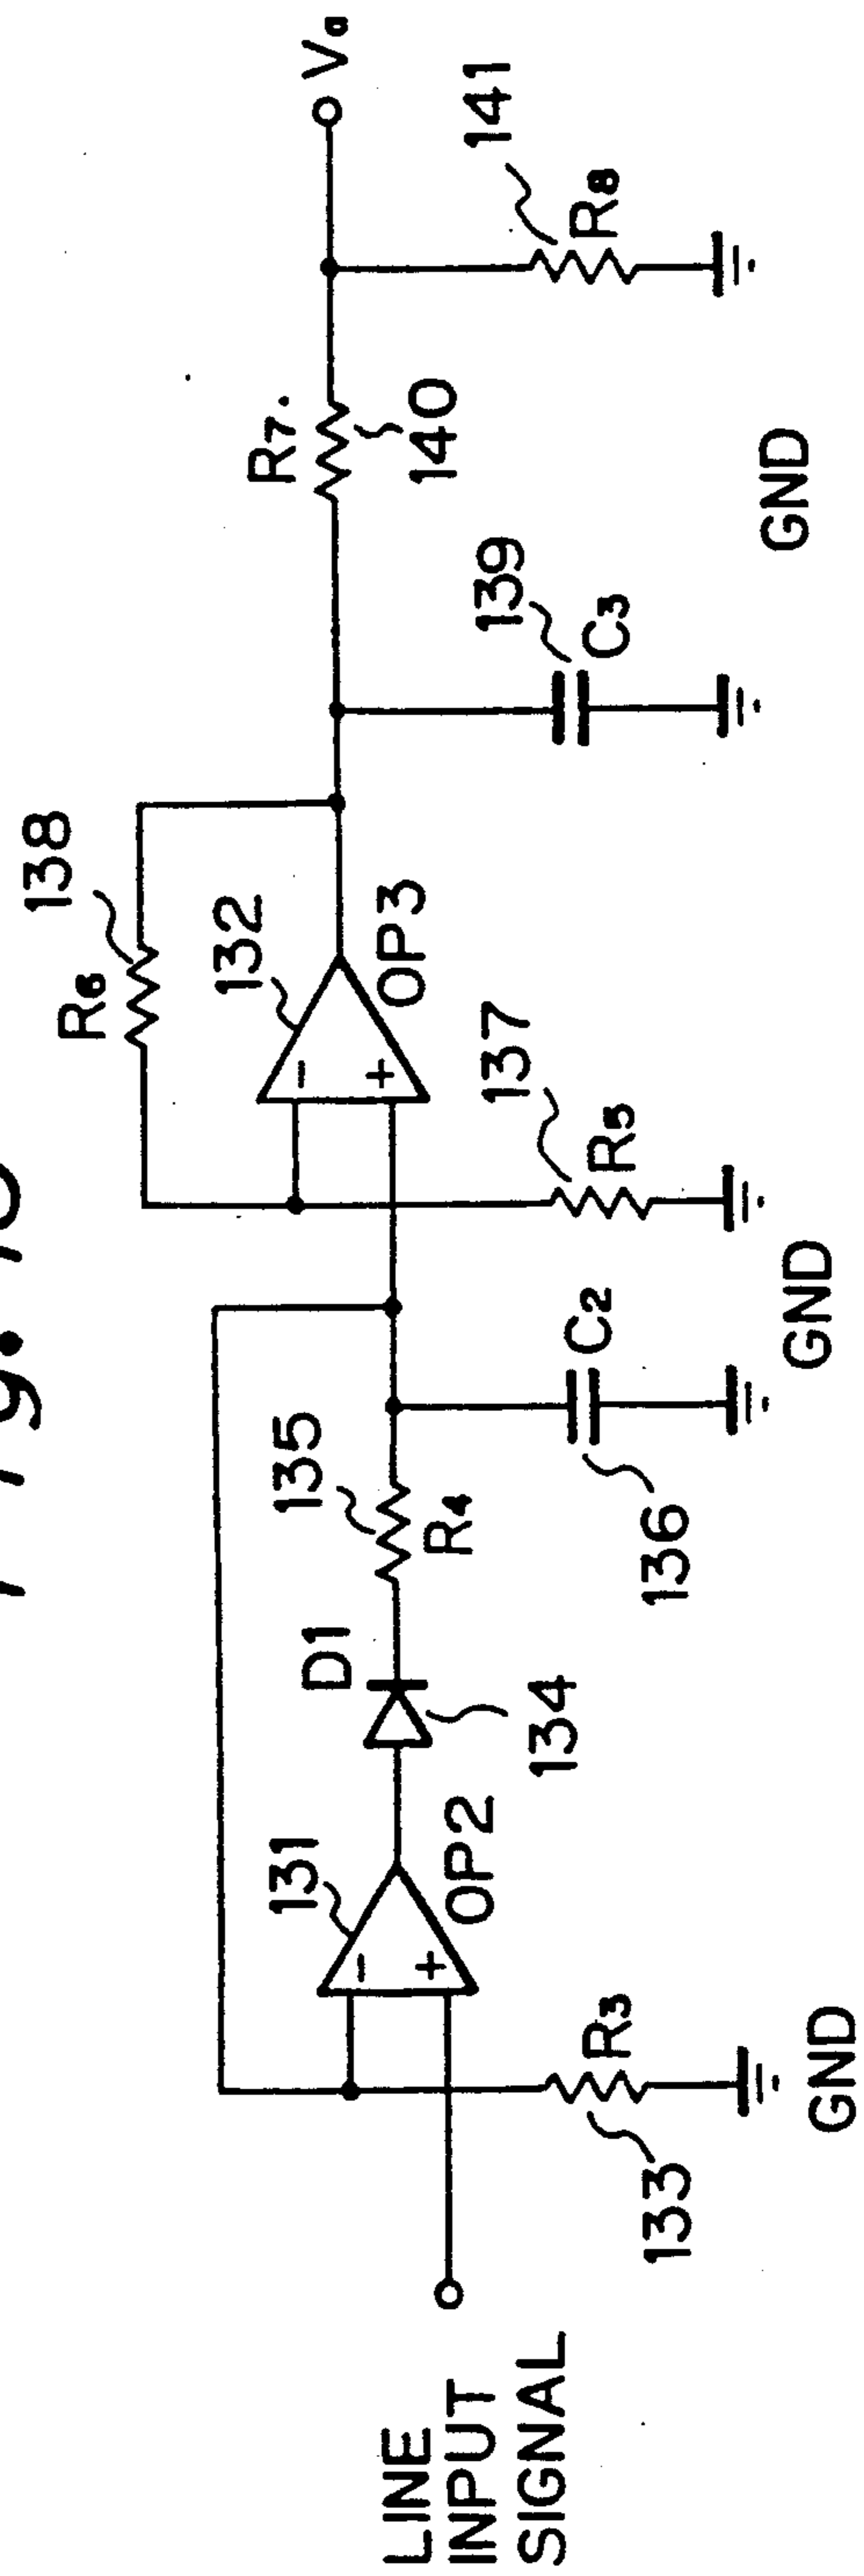 LINE
INPUT
SIGNAL
133
R3
GND
131
-
+
OP2
D1
134
135
R4
136
C2
GND
137
R5
-
+
132
OP3
R6
138
139
C3
GND
R7.
140
141
R8
Va